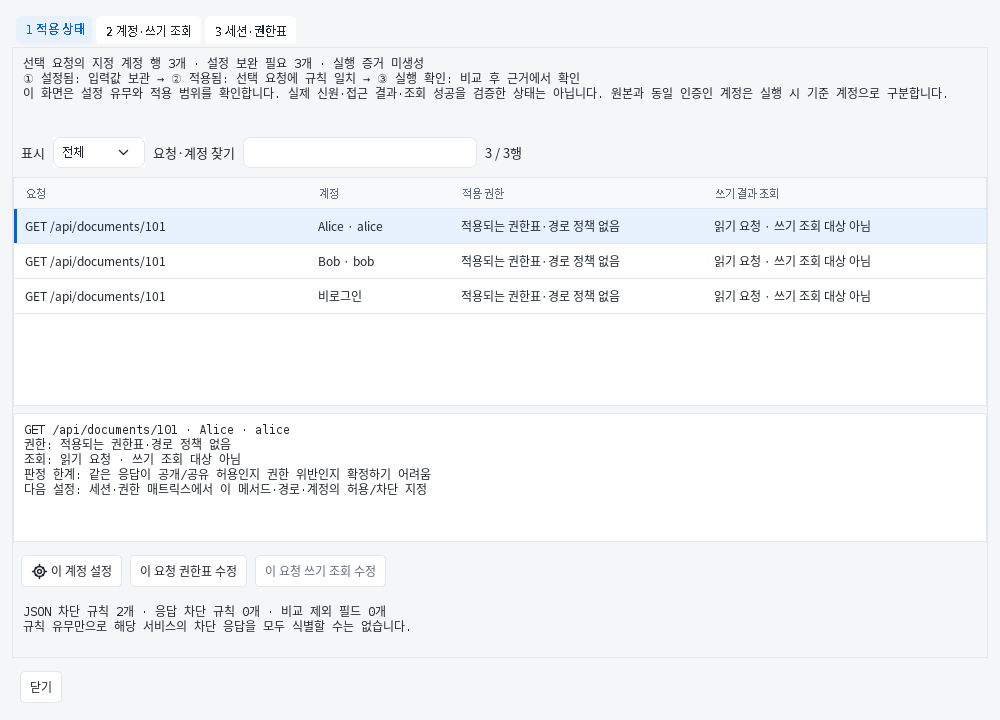 1 적용 상태
2 계정·쓰기 조회
3 세션·권한표
선택 요청의 지정 계정 행 3개 · 설정 보완 필요 3개 · 실행 증거 미생성
① 설정됨: 입력값 보관 → ② 적용됨: 선택 요청에 규칙 일치 → ③ 실행 확인: 비교 후 근거에서 확인
이 화면은 설정 유무와 적용 범위를 확인합니다. 실제 신원·접근 결과·조회 성공을 검증한 상태는 아닙니다. 원본과 동일 인증인 계정은 실행 시 기준 계정으로 구분합니다.
표시 전체 요청·계정 찾기 3 / 3행
요청 계정 적용 권한 쓰기 결과 조회
GET /api/documents/101 Alice · alice 적용되는 권한표·경로 정책 없음 읽기 요청 · 쓰기 조회 대상 아님
GET /api/documents/101 Bob · bob 적용되는 권한표·경로 정책 없음 읽기 요청 · 쓰기 조회 대상 아님
GET /api/documents/101 비로그인 적용되는 권한표·경로 정책 없음 읽기 요청 · 쓰기 조회 대상 아님
GET /api/documents/101 · Alice · alice
권한: 적용되는 권한표·경로 정책 없음
조회: 읽기 요청 · 쓰기 조회 대상 아님
판정 한계: 같은 응답이 공개/공유 허용인지 권한 위반인지 확정하기 어려움
다음 설정: 세션·권한 매트릭스에서 이 메서드·경로·계정의 허용/차단 지정
이 계정 설정
이 요청 권한표 수정
이 요청 쓰기 조회 수정
JSON 차단 규칙 2개 · 응답 차단 규칙 0개 · 비교 제외 필드 0개
규칙 유무만으로 해당 서비스의 차단 응답을 모두 식별할 수는 없습니다.
닫기